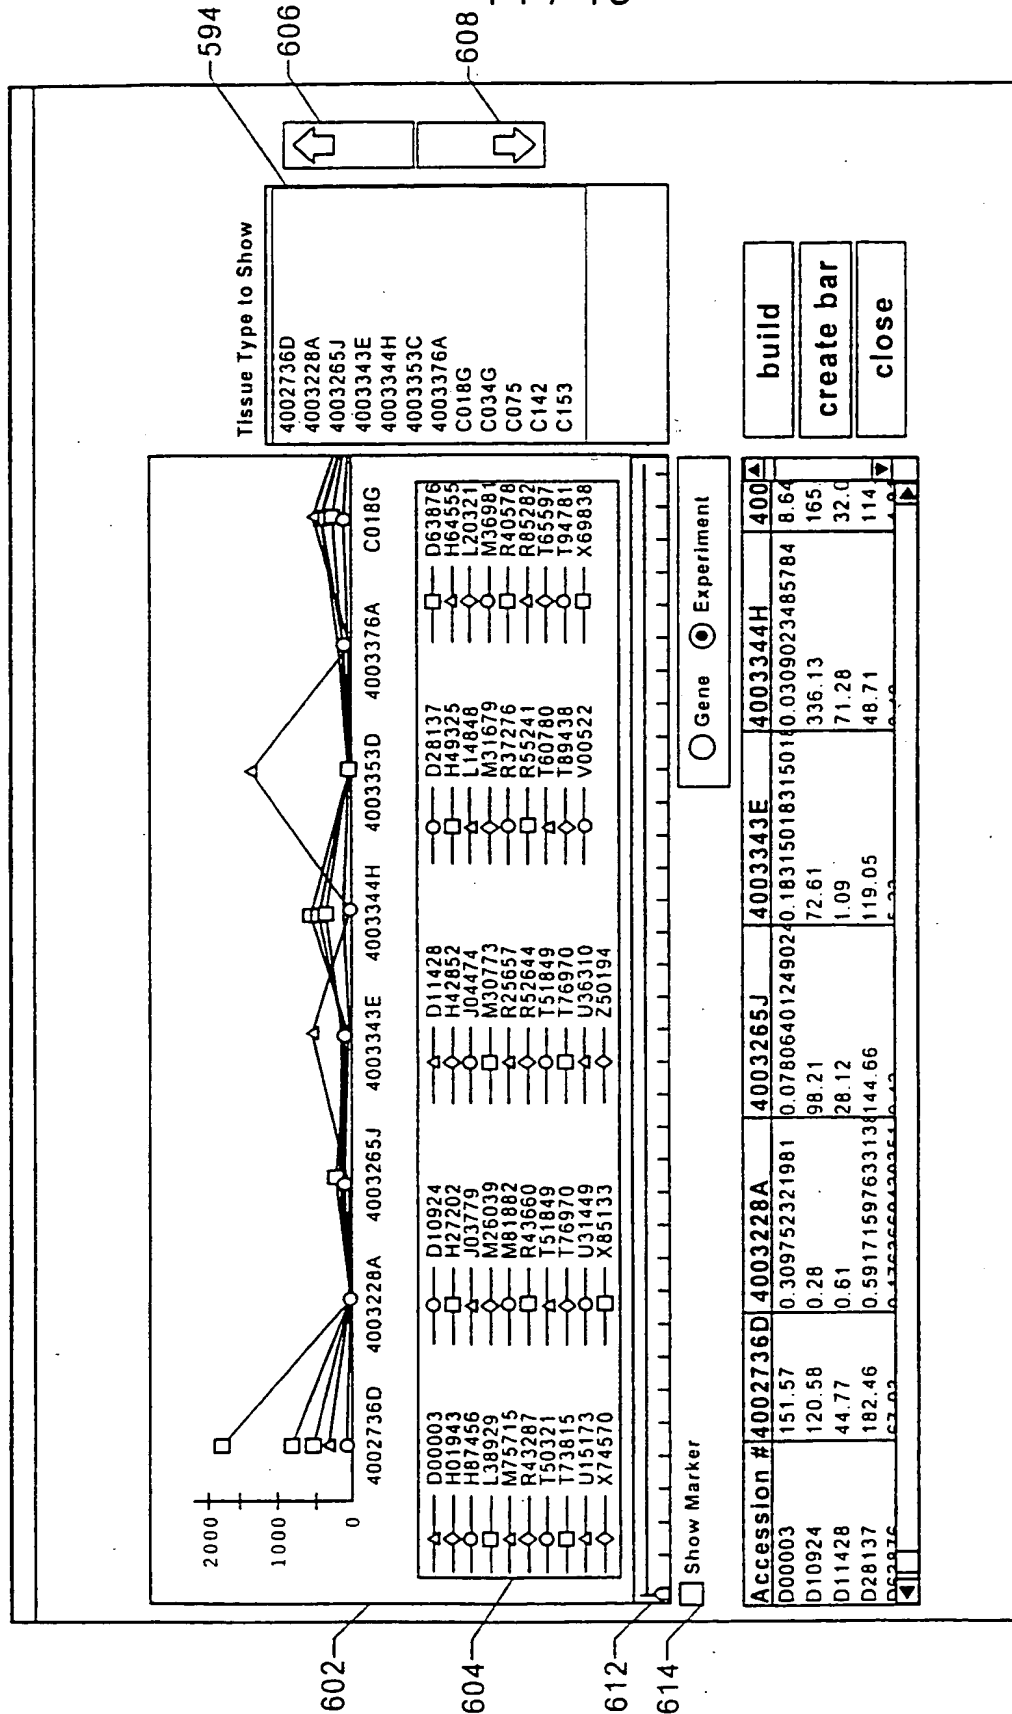 594
606
608
Tissue Type to Show
4002736D
4003228A
4003265J
4003343E
4003344H
4003353C
4003376A
C018G
C034G
C075
C142
C153
2000
1000
0
4002736D 4003228A 4003265J 4003343E 4003344H 4003353D 4003376A C018G
D00003 D10924 D11428 D28137 D63876
H01943 H27202 H42852 H49325 H64555
H87456 J03779 J04474 L14848 L20321
L38929 M26039 M30773 M31679 M36981
M75715 M81882 R25657 R37276 R40578
R43287 R43660 R52644 R55241 R85282
T50321 T51849 T51849 T60780 T65597
T73815 T76970 T76970 T89438 T94781
U15173 U31449 U36310 V00522 X69838
X74570 X85133 Z50194
602
604
612
614
Show Marker
Gene Experiment
build
create bar
close
Accession # 4002736D 4003228A 4003265J 4003343E 4003344H 400
D00003 151.57 0.309752321981 0.0780640124902 40.183150183150180.0309023485784 8.64
D10924 120.58 0.28 98.21 72.61 336.13 165.
D11428 44.77 0.61 28.12 1.09 71.28 32.0
D28137 182.46 0.59171597633138144.66 119.05 48.71 114